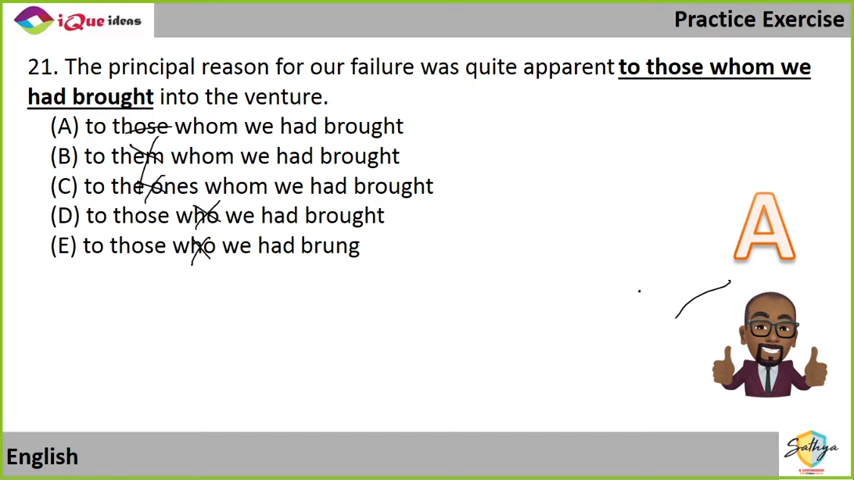 iQue ideas
Practice Exercise
21. The principal reason for our failure was quite apparent to those whom we
had brought into the venture.
(A) to those whom we had brought
(B) to them whom we had brought
(C) to the ones whom we had brought
(D) to those who we had brought
(E) to those who we had brung
A
English
Sathya